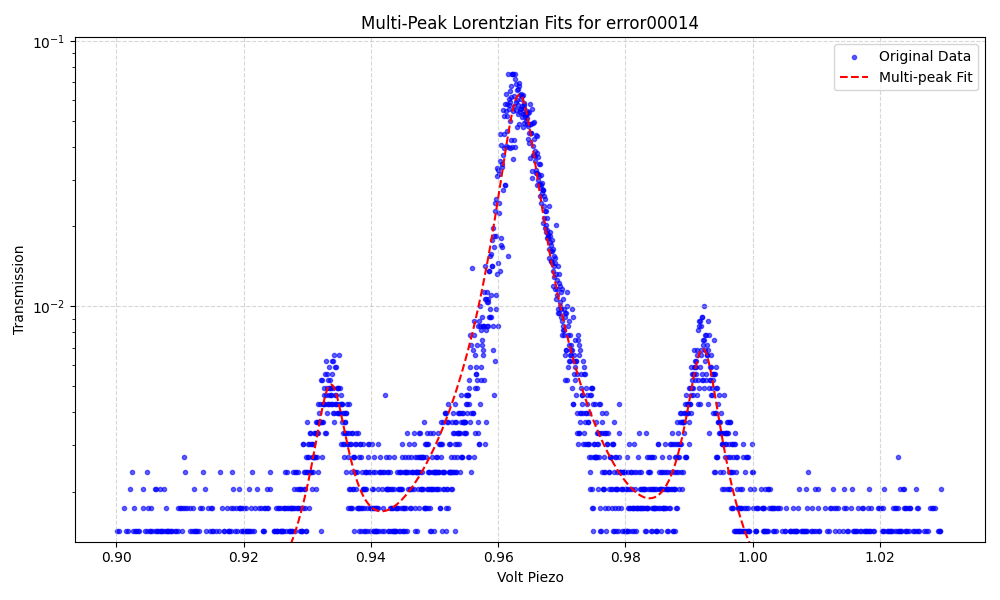 Multi-Peak Lorentzian Fits for error00014
Original Data
Multi-peak Fit
Transmission
10⁻¹
10⁻²
0.90 0.92 0.94 0.96 0.98 1.00 1.02
Volt Piezo